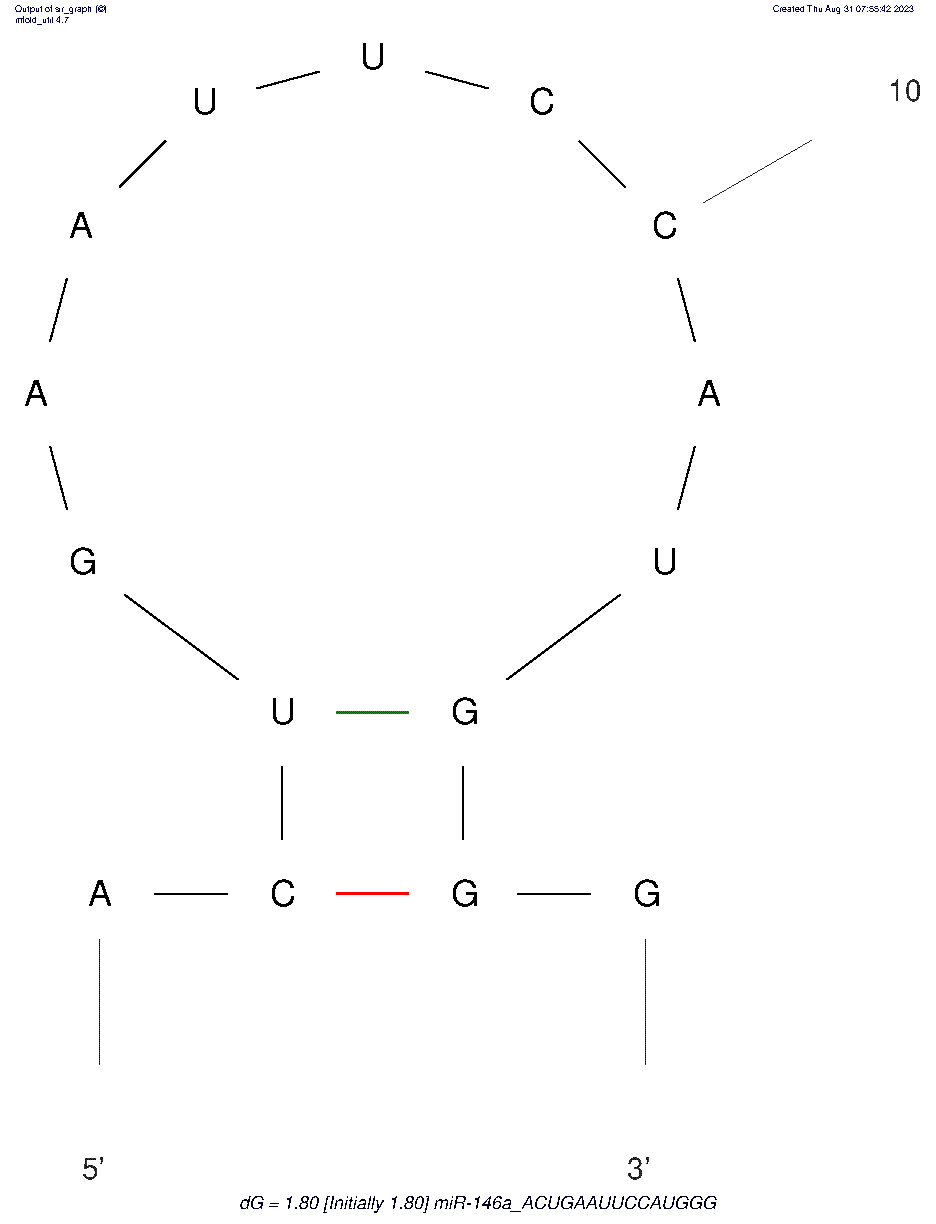 Output of sir_graph (©)
mfold_util 4.7
Created Thu Aug 31 07:55:42 2023
U
U C
10
A C
A A
G U
U G
A C G G
5' 3'
dG = 1.80 [Initially 1.80] miR-146a_ACUGAAUUCCAUGGG